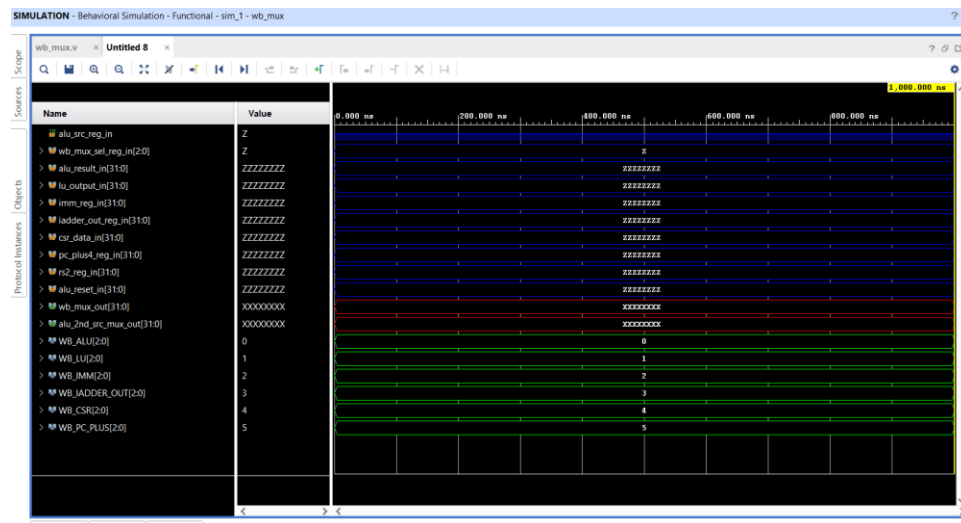 SIMULATION - Behavioral Simulation - Functional - sim_1 - wb_mux ?
wb_mux.v × Untitled 8 × ?
Scope
Sources
Objects
Protocol Instances
1,000.000 ns
Name Value 0.000 ns 200.000 ns 400.000 ns 600.000 ns 800.000 ns
alu_src_reg_in Z
> wb_mux_sel_reg_in[2:0] Z Z
> alu_result_in[31:0] ZZZZZZZZ ZZZZZZZZ
> lu_output_in[31:0] ZZZZZZZZ ZZZZZZZZ
> imm_reg_in[31:0] ZZZZZZZZ ZZZZZZZZ
> iadder_out_reg_in[31:0] ZZZZZZZZ ZZZZZZZZ
> csr_data_in[31:0] ZZZZZZZZ ZZZZZZZZ
> pc_plus4_reg_in[31:0] ZZZZZZZZ ZZZZZZZZ
> rs2_reg_in[31:0] ZZZZZZZZ ZZZZZZZZ
> alu_reset_in[31:0] ZZZZZZZZ ZZZZZZZZ
> wb_mux_out[31:0] XXXXXXXX XXXXXXXX
> alu_2nd_src_mux_out[31:0] XXXXXXXX XXXXXXXX
> WB_ALU[2:0] 0 0
> WB_LU[2:0] 1 1
> WB_IMM[2:0] 2 2
> WB_IADDER_OUT[2:0] 3 3
> WB_CSR[2:0] 4 4
> WB_PC_PLUS[2:0] 5 5